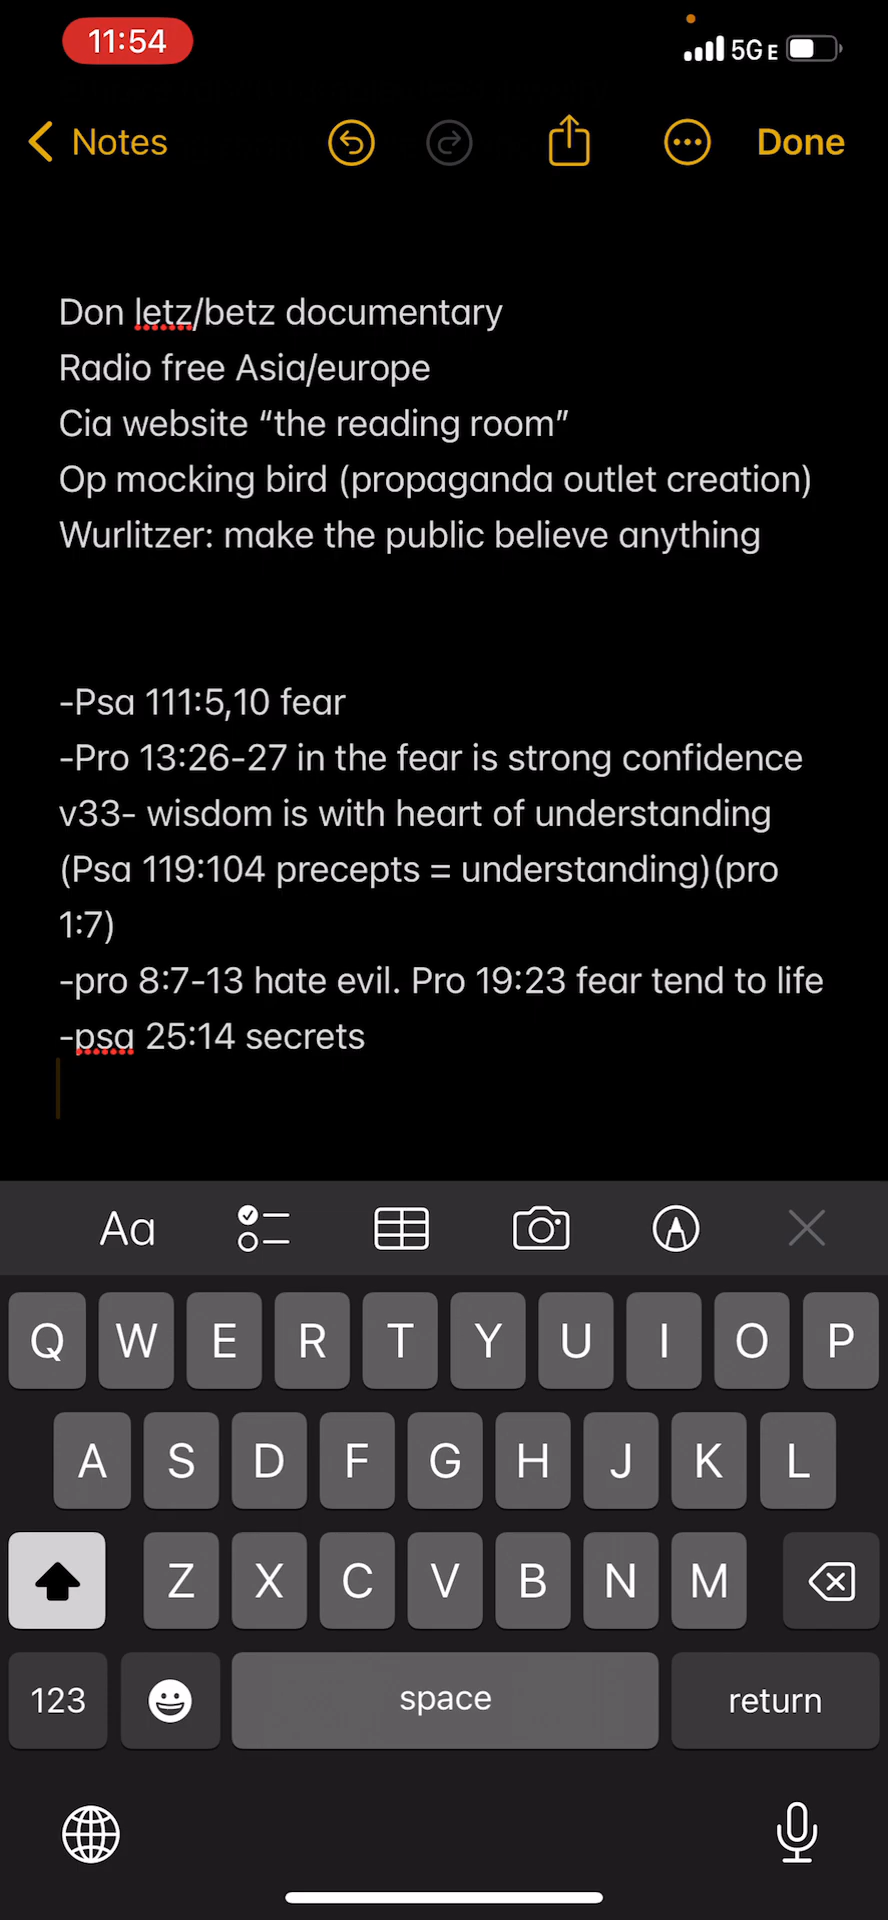 11:54
5GE
Notes
Done
Don letz/betz documentary
Radio free Asia/europe
Cia website “the reading room”
Op mocking bird (propaganda outlet creation)
Wurlitzer: make the public believe anything
-Psa 111:5,10 fear
-Pro 13:26-27 in the fear is strong confidence
v33- wisdom is with heart of understanding
(Psa 119:104 precepts = understanding)(pro
1:7)
-pro 8:7-13 hate evil. Pro 19:23 fear tend to life
-psa 25:14 secrets
Aa
Q W E R T Y U I O P
A S D F G H J K L
Z X C V B N M
123 space return